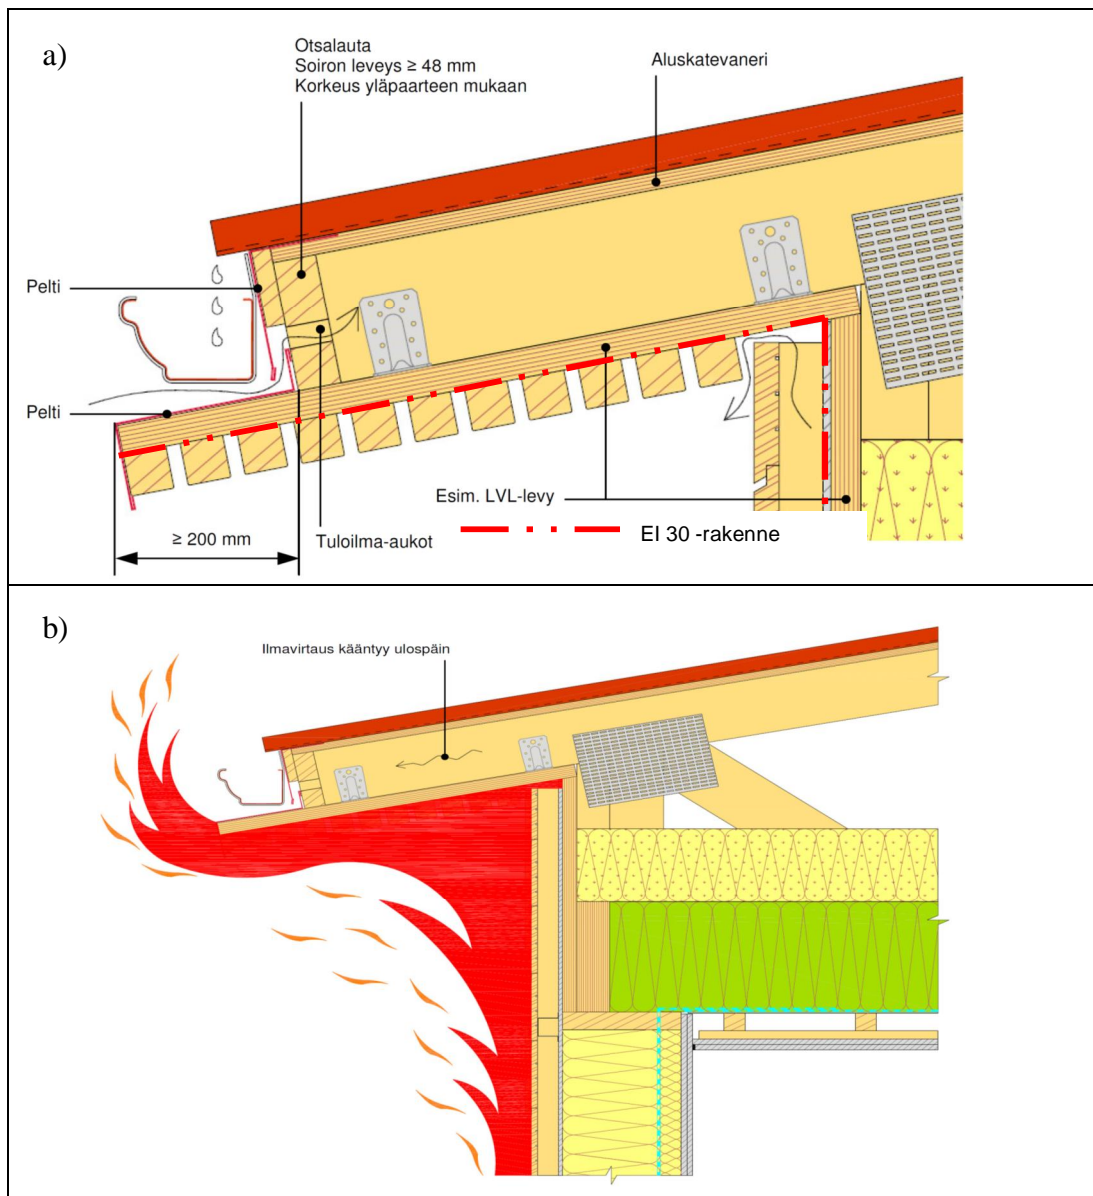 a)
Otsalauta
Soiron leveys ≥ 48 mm
Korkeus yläpaarteen mukaan
Aluskatevaneri
Pelti
Pelti
Esim. LVL-levy
≥ 200 mm
Tuloilma-aukot
EI 30 -rakenne
b)
Ilmavirtaus kääntyy ulospäin